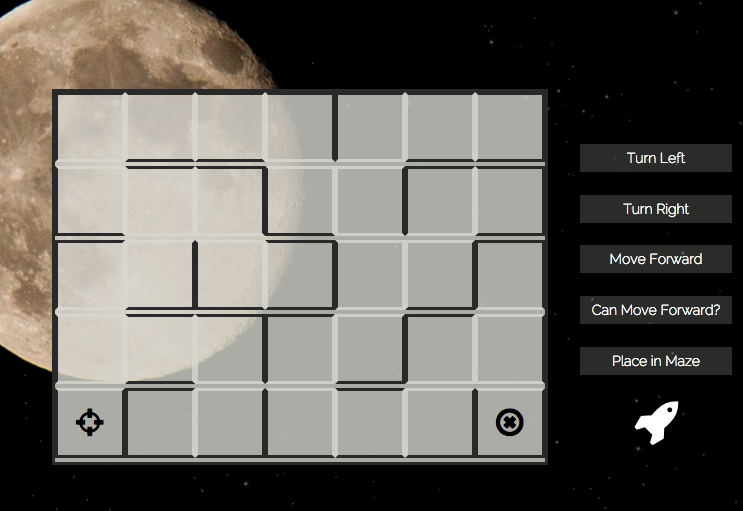 Turn Left
Turn Right
Move Forward
Can Move Forward?
Place in Maze